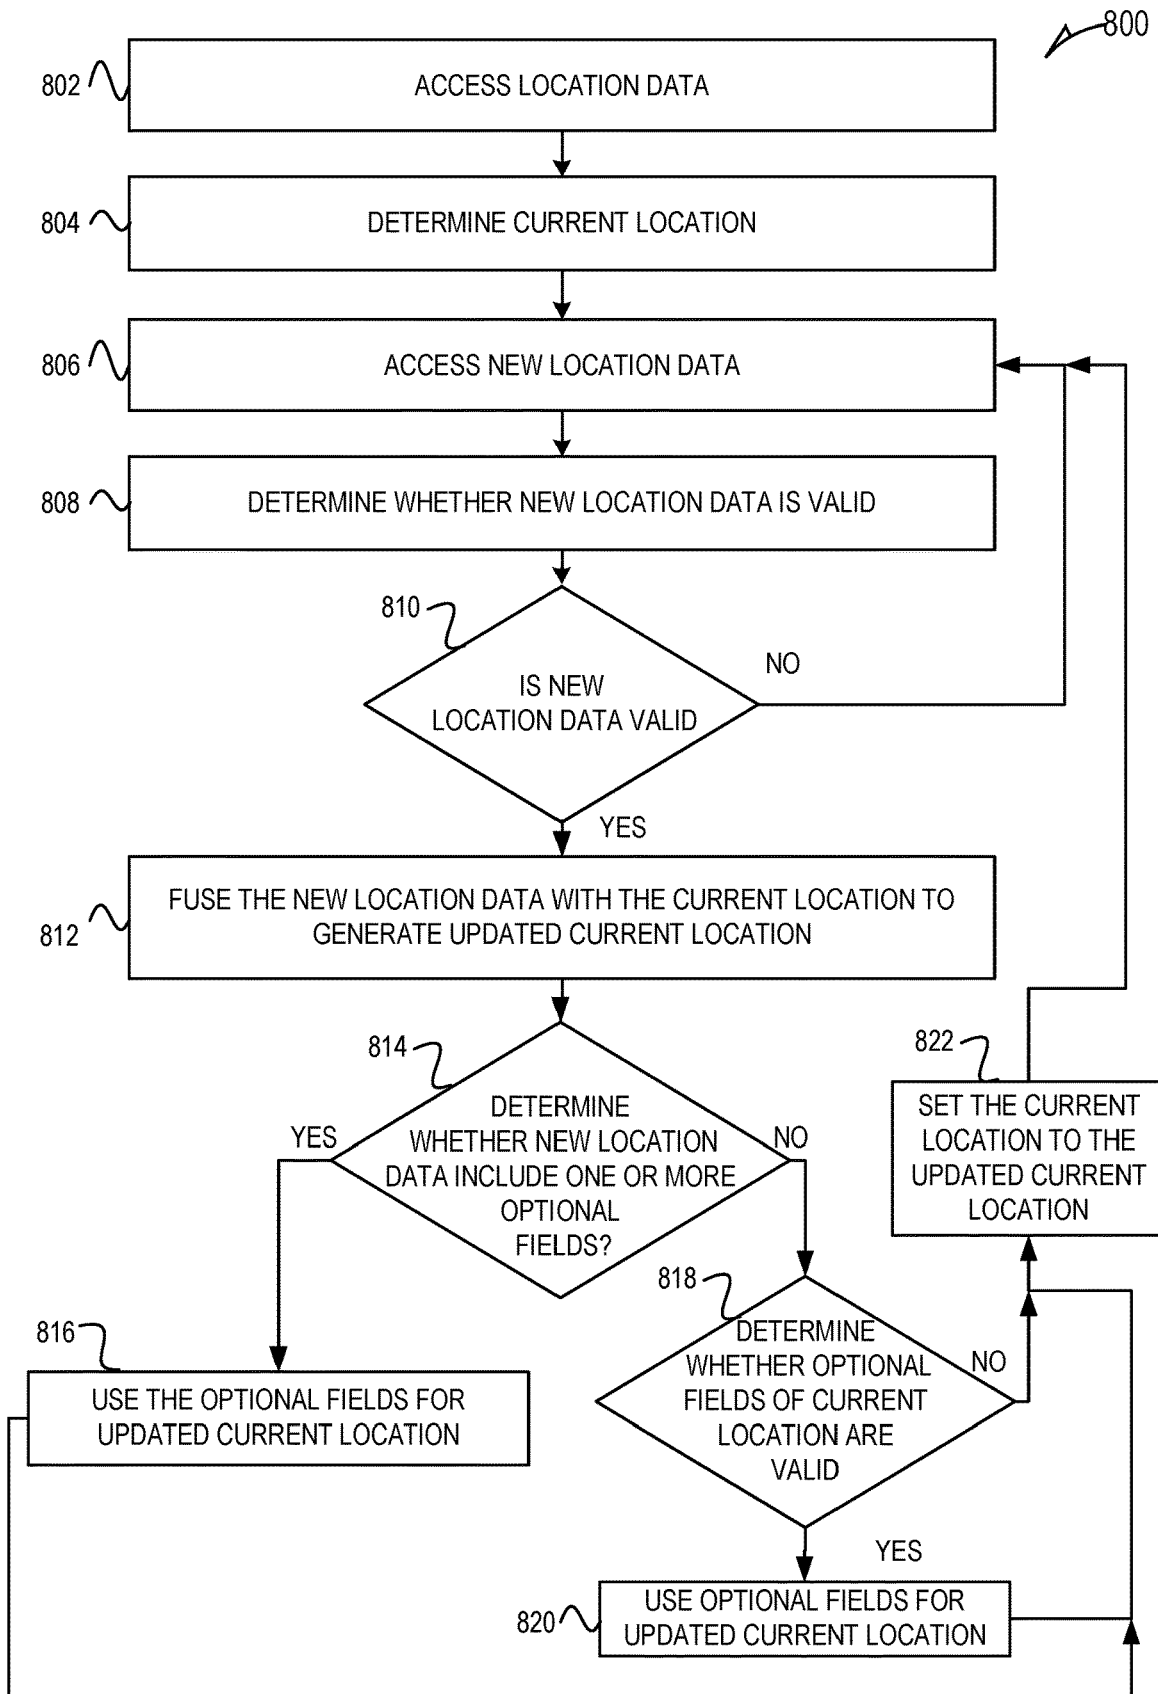 800
802
ACCESS LOCATION DATA
804
DETERMINE CURRENT LOCATION
806
ACCESS NEW LOCATION DATA
808
DETERMINE WHETHER NEW LOCATION DATA IS VALID
810
IS NEW
LOCATION DATA VALID
NO
YES
812
FUSE THE NEW LOCATION DATA WITH THE CURRENT LOCATION TO
GENERATE UPDATED CURRENT LOCATION
814
DETERMINE
WHETHER NEW LOCATION
DATA INCLUDE ONE OR MORE
OPTIONAL
FIELDS?
YES
NO
822
SET THE CURRENT
LOCATION TO THE
UPDATED CURRENT
LOCATION
816
USE THE OPTIONAL FIELDS FOR
UPDATED CURRENT LOCATION
818
DETERMINE
WHETHER OPTIONAL
FIELDS OF CURRENT
LOCATION ARE
VALID
NO
YES
820
USE OPTIONAL FIELDS FOR
UPDATED CURRENT LOCATION